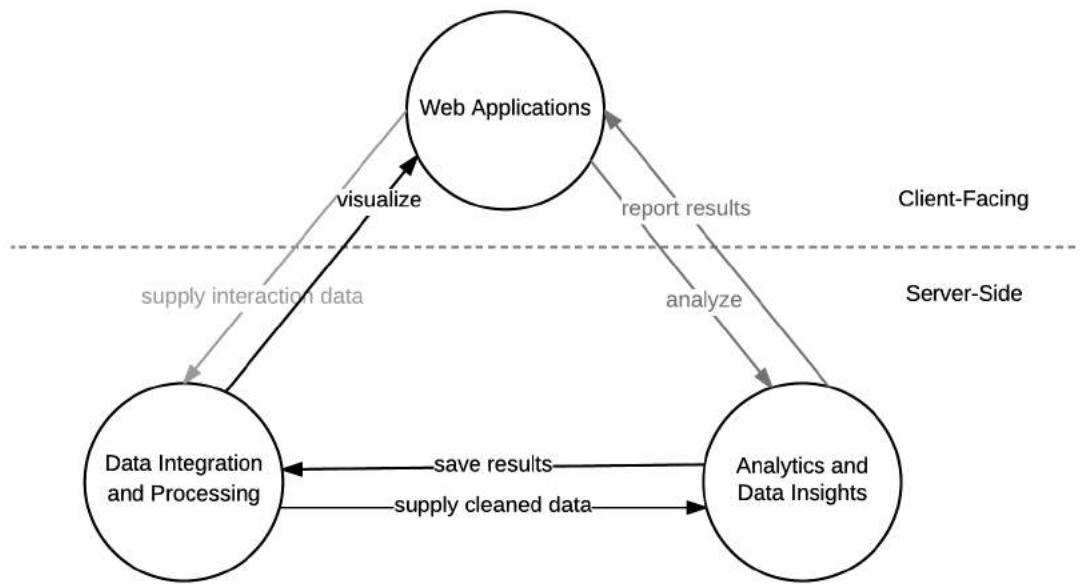 Web Applications
visualize
report results
Client-Facing
supply interaction data
analyze
Server-Side
Data Integration
and Processing
save results
supply cleaned data
Analytics and
Data Insights